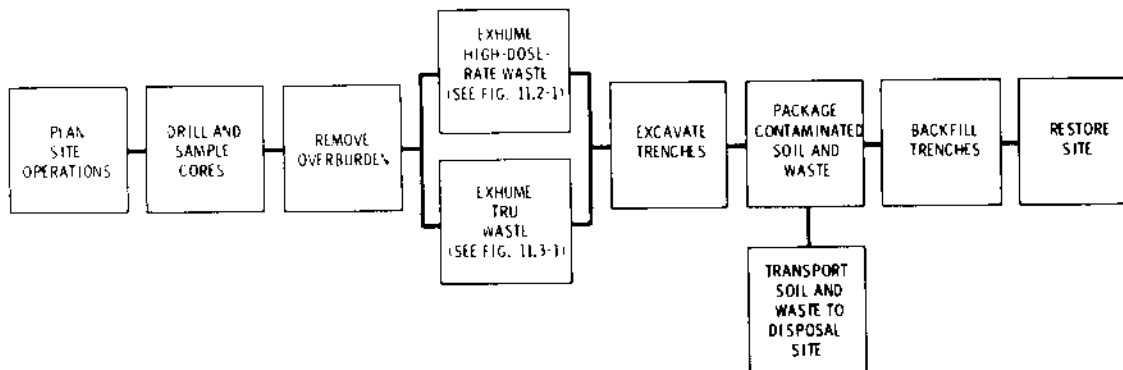 PLAN
SITE
OPERATIONS
DRILL AND
SAMPLE
CORES
REMOVE
OVERBURDEN
EXHUME
HIGH-DOSE-
RATE WASTE
(SEE FIG. 11.2-1)
EXHUME
TRU
WASTE
(SEE FIG. 11.3-1)
EXCAVATE
TRENCHES
PACKAGE
CONTAMINATED
SOIL AND
WASTE
TRANSPORT
SOIL AND
WASTE TO
DISPOSAL
SITE
BACKFILL
TRENCHES
RESTORE
SITE